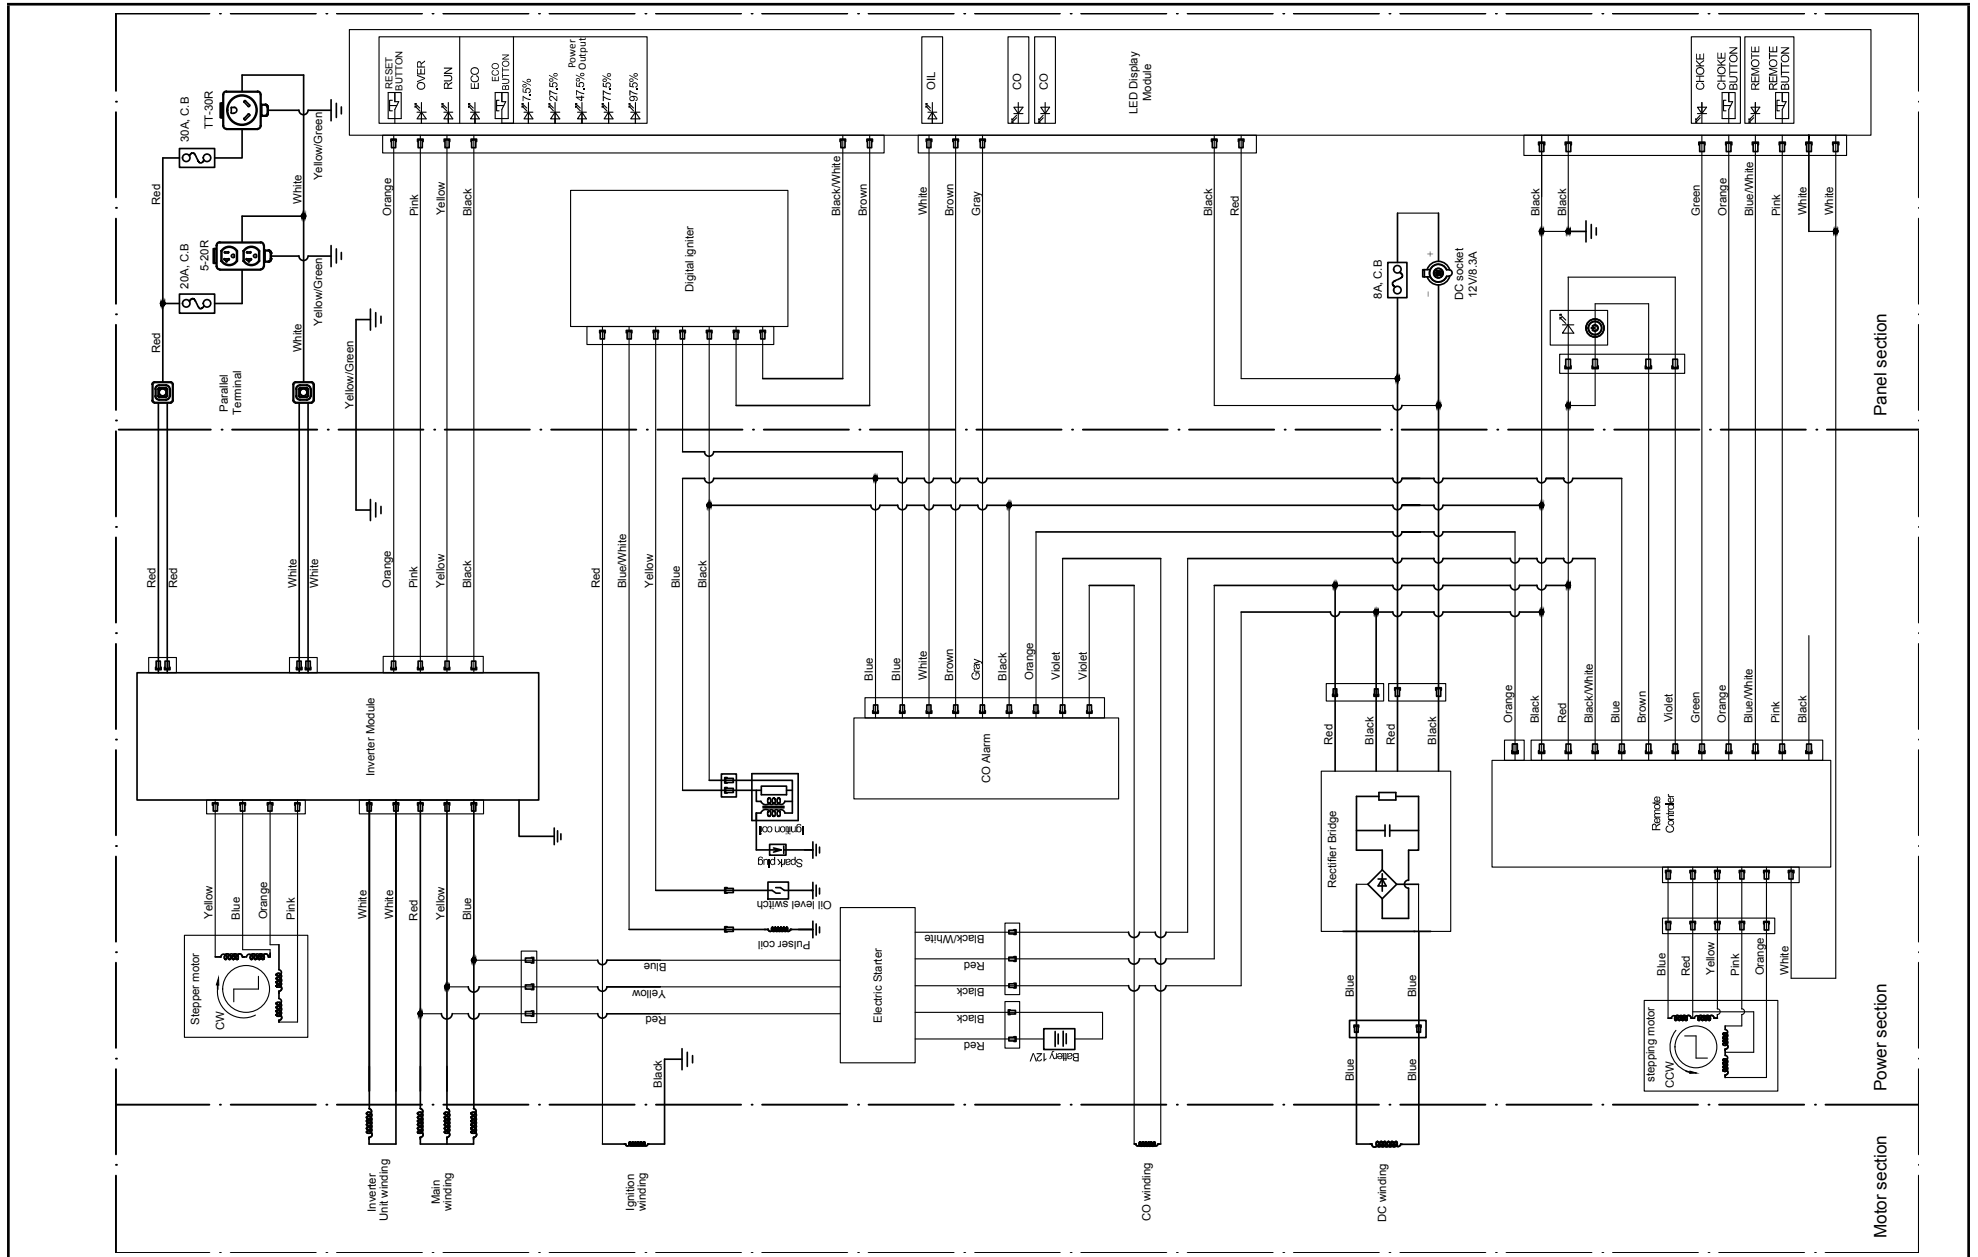 RESET
BUTTON
OVER
RUN
ECO
ECO
BUTTON
7.5%
27.5%
Power
Output
47.5%
77.5%
97.5%
OIL
CO
CO
LED Display
Module
CHOKE
CHOKE
BUTTON
REMOTE
REMOTE
BUTTON
30A, C.B
TT-30R
Red
White
Yellow/Green
20A, C.B
5-20R
Red
White
Yellow/Green
Parallel
Terminal
Yellow/Green
Orange
Pink
Yellow
Black
Black/White
Brown
White
Brown
Gray
Black
Red
Black
Black
Green
Orange
Blue/White
Pink
White
White
Digital igniter
8A, C.B
+
-
DC socket
12V/8.3A
Panel section
Red
Red
White
White
Orange
Pink
Yellow
Black
Red
Blue/White
Yellow
Blue
Black
Blue
Blue
White
Brown
Gray
Black
Orange
Violet
Violet
Red
Black
Red
Black
Orange
Black
Red
Black/White
Blue
Brown
Violet
Green
Orange
Blue/White
Pink
Black
Inverter Module
CO Alarm
Ignition coil
Spark plug
Oil level switch
Pulser coil
Rectifier Bridge
Remote
Controller
Yellow
Blue
Orange
Pink
White
White
Red
Yellow
Blue
Stepper motor
CW
Blue
Yellow
Red
Electric Starter
Black/White
Red
Black
Black
Red
Battery 12V
Black
Blue
Blue
Blue
Blue
Blue
Red
Yellow
Pink
Orange
White
stepping motor
CCW
Power section
Inverter
Unit winding
Main
winding
Ignition
winding
CO winding
DC winding
Motor section